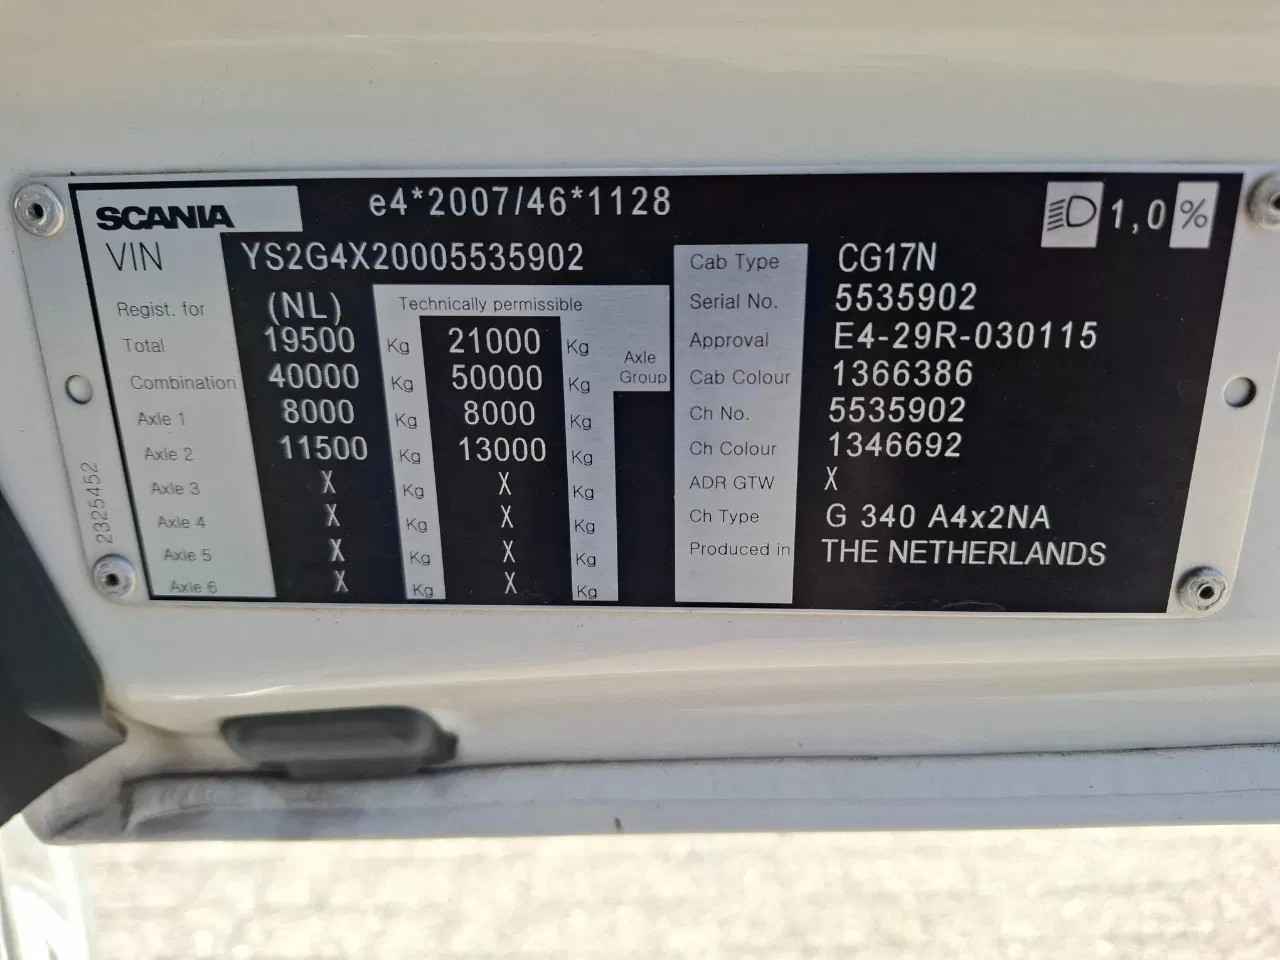 SCANIA e4*2007/46*1128 1,0 %
VIN YS2G4X20005535902
Regist. for (NL) Technically permissible
Total 19500 Kg 21000 Kg
Combination 40000 Kg 50000 Kg Axle Group
Axle 1 8000 Kg 8000 Kg
Axle 2 11500 Kg 13000 Kg
Axle 3 X Kg X Kg
Axle 4 X Kg X Kg
Axle 5 X Kg X Kg
Axle 6 X Kg X Kg
Cab Type CG17N
Serial No. 5535902
Approval E4-29R-030115
Cab Colour 1366386
Ch No. 5535902
Ch Colour 1346692
ADR GTW X
Ch Type G 340 A4x2NA
Produced in THE NETHERLANDS
2325452